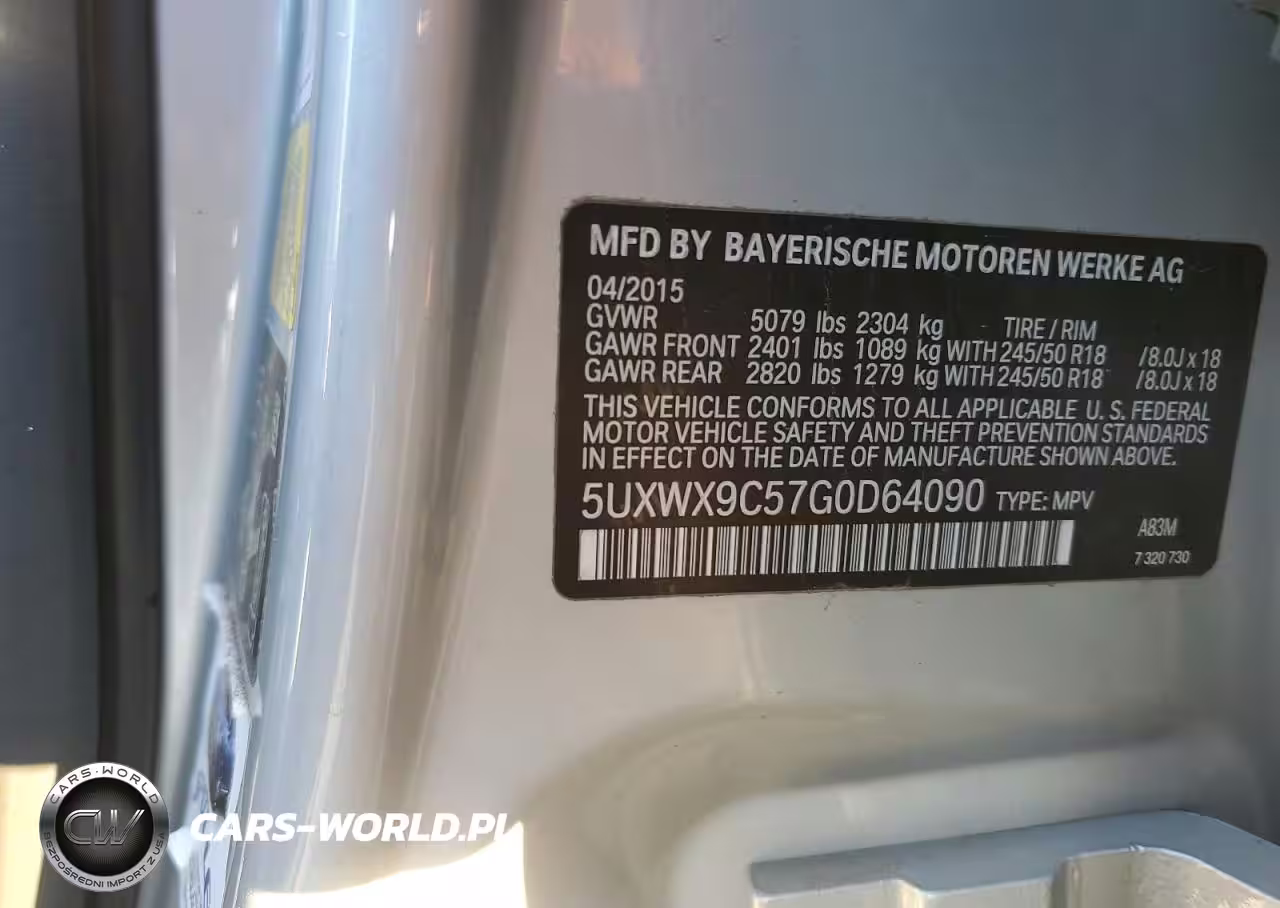 MFD BY BAYERISCHE MOTOREN WERKE AG
04/2015
GVWR 5079 lbs 2304 kg TIRE / RIM
GAWR FRONT 2401 lbs 1089 kg WITH 245/50 R18 /8.0J x 18
GAWR REAR 2820 lbs 1279 kg WITH 245/50 R18 /8.0J x 18
THIS VEHICLE CONFORMS TO ALL APPLICABLE U. S. FEDERAL
MOTOR VEHICLE SAFETY AND THEFT PREVENTION STANDARDS
IN EFFECT ON THE DATE OF MANUFACTURE SHOWN ABOVE.
5UXWX9C57G0D64090 TYPE: MPV
A83M
7 320 730
CARS-WORLD
CW
BEZPOŚREDNI IMPORT Z USA
CARS-WORLD.PL